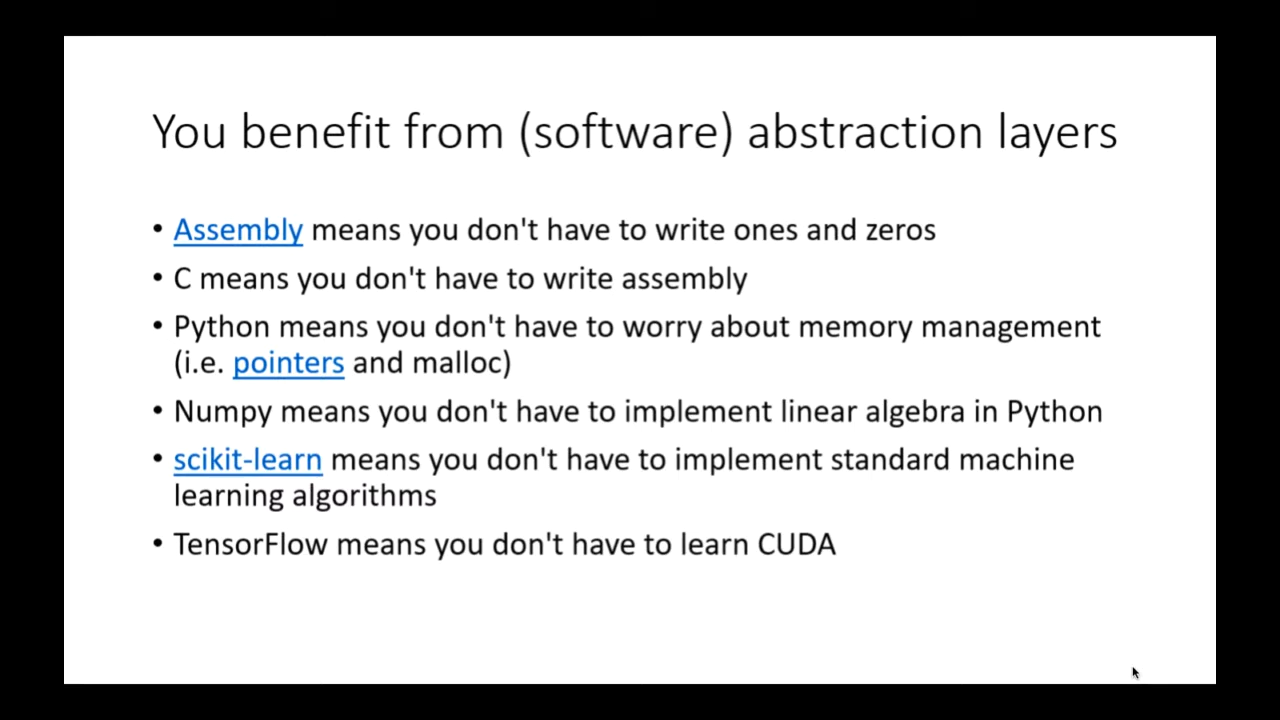 You benefit from (software) abstraction layers
• Assembly means you don't have to write ones and zeros
• C means you don't have to write assembly
• Python means you don't have to worry about memory management
(i.e. pointers and malloc)
• Numpy means you don't have to implement linear algebra in Python
• scikit-learn means you don't have to implement standard machine
learning algorithms
• TensorFlow means you don't have to learn CUDA